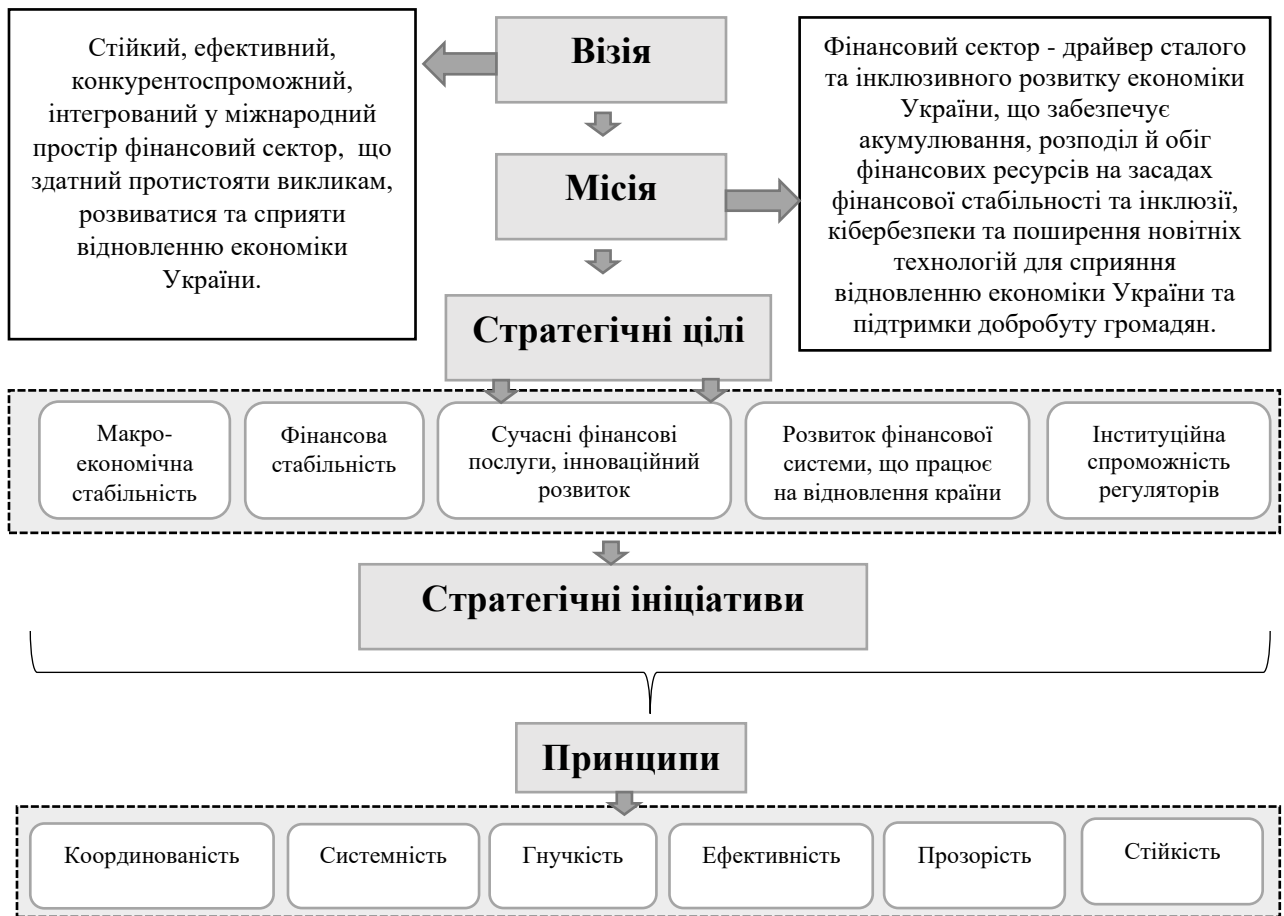 Візія
Стійкий, ефективний,
конкурентоспроможний,
інтегрований у міжнародний
простір фінансовий сектор, що
здатний протистояти викликам,
розвиватися та сприяти
відновленню економіки
України.
Місія
Фінансовий сектор - драйвер сталого
та інклюзивного розвитку економіки
України, що забезпечує
акумулювання, розподіл й обіг
фінансових ресурсів на засадах
фінансової стабільності та інклюзії,
кібербезпеки та поширення новітніх
технологій для сприяння
відновленню економіки України та
підтримки добробуту громадян.
Стратегічні цілі
Макро-
економічна
стабільність
Фінансова
стабільність
Сучасні фінансові
послуги, інноваційний
розвиток
Розвиток фінансової
системи, що працює
на відновлення країни
Інституційна
спроможність
регуляторів
Стратегічні ініціативи
Принципи
Координованість
Системність
Гнучкість
Ефективність
Прозорість
Стійкість